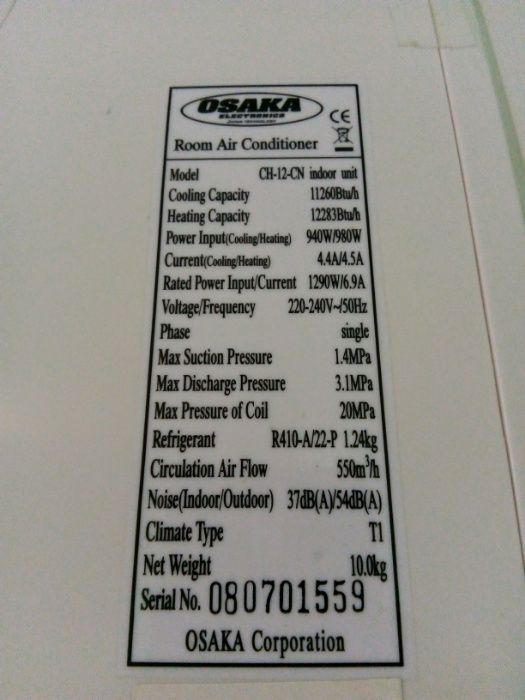 OSAKA
ELECTRONICS
CE
Room Air Conditioner
Model CH-12-CN indoor unit
Cooling Capacity 11260Btu/h
Heating Capacity 12283Btu/h
Power Input(Cooling/Heating) 940W/980W
Current(Cooling/Heating) 4.4A/4.5A
Rated Power Input/Current 1290W/6.9A
Voltage/Frequency 220-240V~/50Hz
Phase single
Max Suction Pressure 1.4MPa
Max Discharge Pressure 3.1MPa
Max Pressure of Coil 20MPa
Refrigerant R410-A/22-P 1.24kg
Circulation Air Flow 550m³/h
Noise(Indoor/Outdoor) 37dB(A)/54dB(A)
Climate Type T1
Net Weight 10.0kg
Serial No. 080701559
OSAKA Corporation